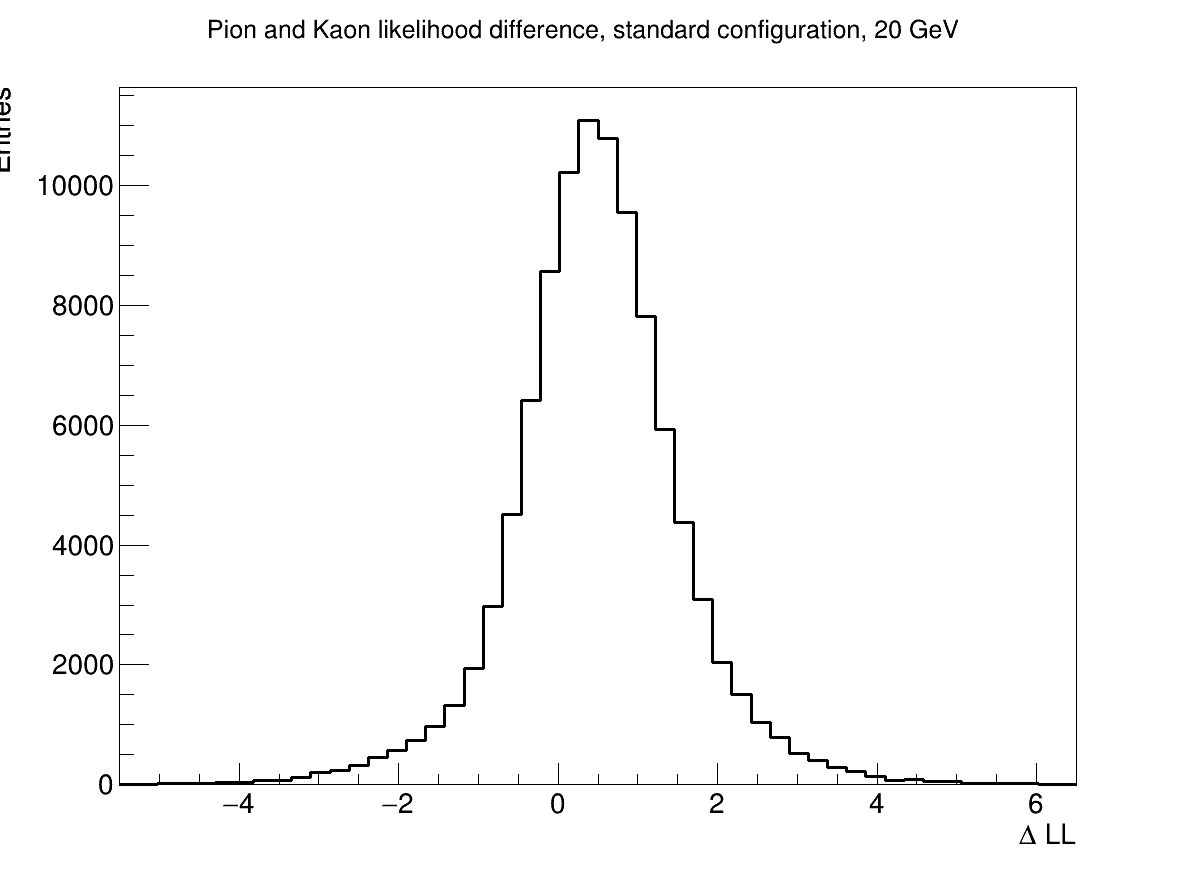 Pion and Kaon likelihood difference, standard configuration, 20 GeV
Entries
10000
8000
6000
4000
2000
0
−4 −2 0 2 4 6
Δ LL